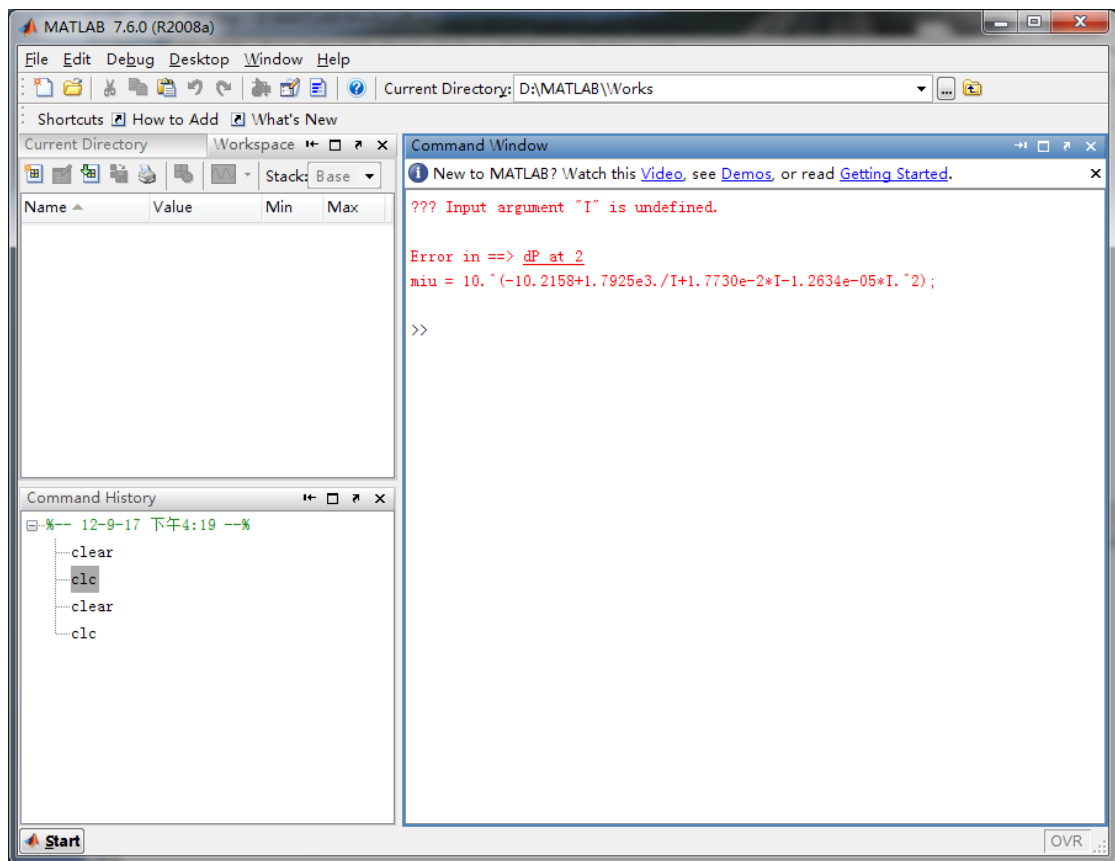 MATLAB 7.6.0 (R2008a)
File Edit Debug Desktop Window Help
Current Directory: D:\MATLAB\Works
Shortcuts How to Add What's New
Current Directory Workspace
Stack: Base
Name Value Min Max
Command History
%-- 12-9-17 下午4:19 --%
clear
clc
clear
clc
Command Window
New to MATLAB? Watch this Video, see Demos, or read Getting Started.
??? Input argument "T" is undefined.
Error in ==> dP at 2
miu = 10.^(-10.2158+1.7925e3./T+1.7730e-2*T-1.2634e-05*T.^2);
>>
Start
OVR